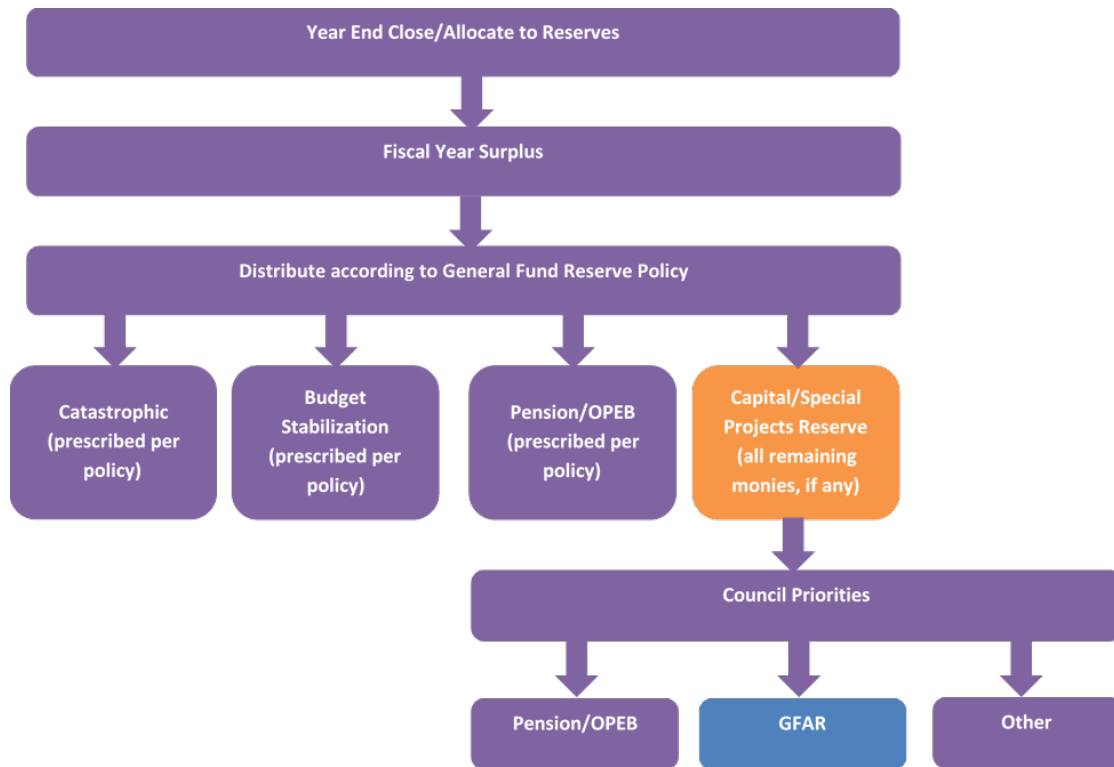 Year End Close/Allocate to Reserves
Fiscal Year Surplus
Distribute according to General Fund Reserve Policy
Catastrophic
(prescribed per
policy)
Budget
Stabilization
(prescribed per
policy)
Pension/OPEB
(prescribed per
policy)
Capital/Special
Projects Reserve
(all remaining
monies, if any)
Council Priorities
Pension/OPEB
GFAR
Other